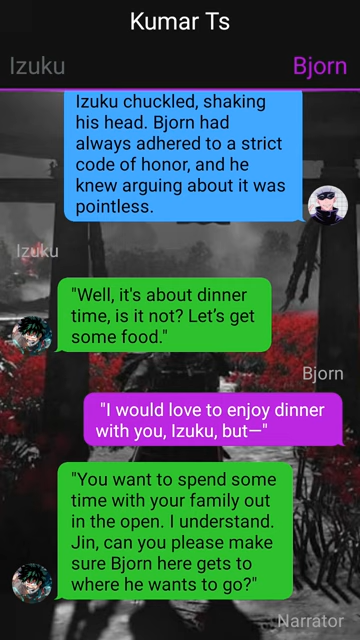 Kumar Ts
Izuku
Bjorn
Izuku chuckled, shaking
his head. Bjorn had
always adhered to a strict
code of honor, and he
knew arguing about it was
pointless.
Izuku
"Well, it's about dinner
time, is it not? Let’s get
some food."
Bjorn
"I would love to enjoy dinner
with you, Izuku, but—"
"You want to spend some
time with your family out
in the open. I understand.
Jin, can you please make
sure Bjorn here gets to
where he wants to go?"
Narrator